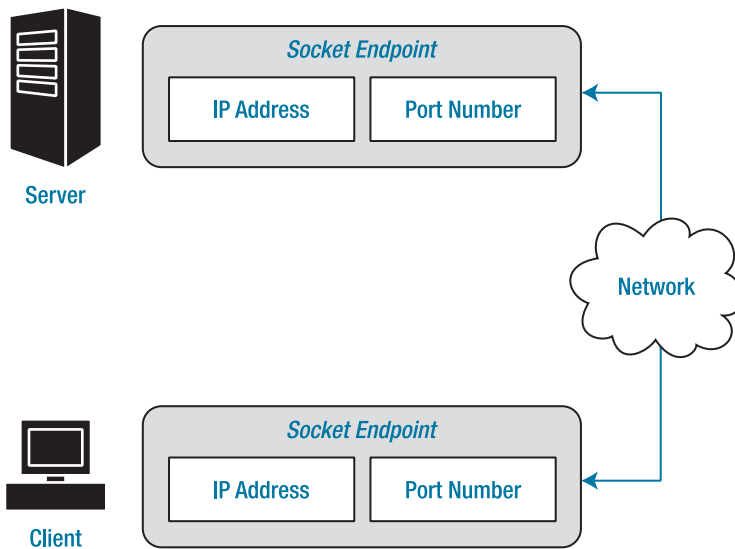 Socket Endpoint
IP Address
Port Number
Server
Network
Socket Endpoint
IP Address
Port Number
Client